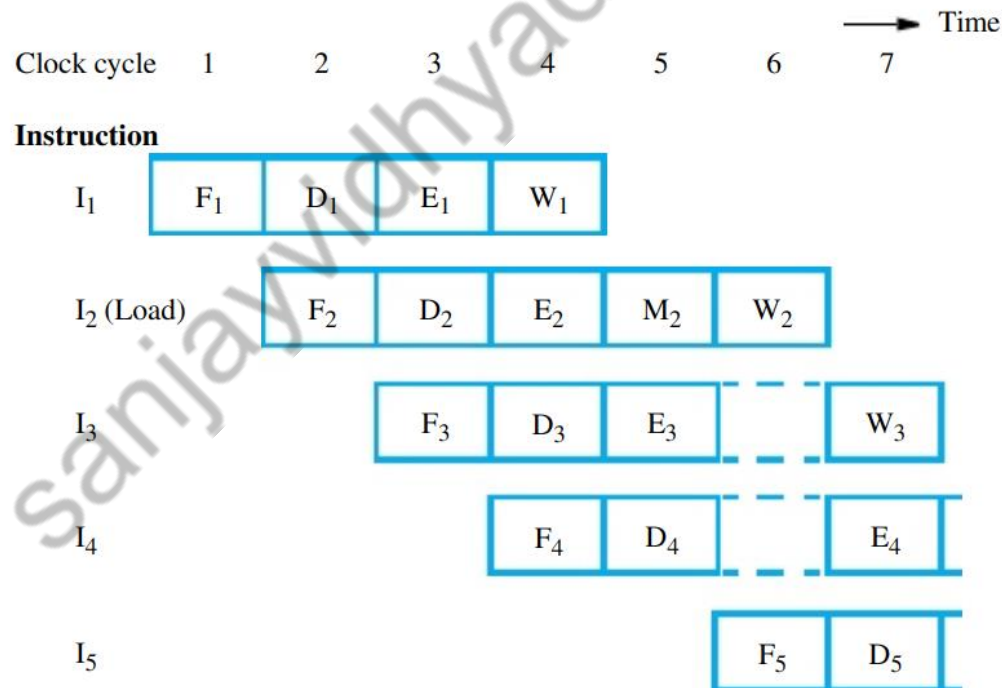 Time
Clock cycle 1 2 3 4 5 6 7
Instruction
I1 F1 D1 E1 W1
I2 (Load) F2 D2 E2 M2 W2
I3 F3 D3 E3 W3
I4 F4 D4 E4
I5 F5 D5
sanjayvidhyad